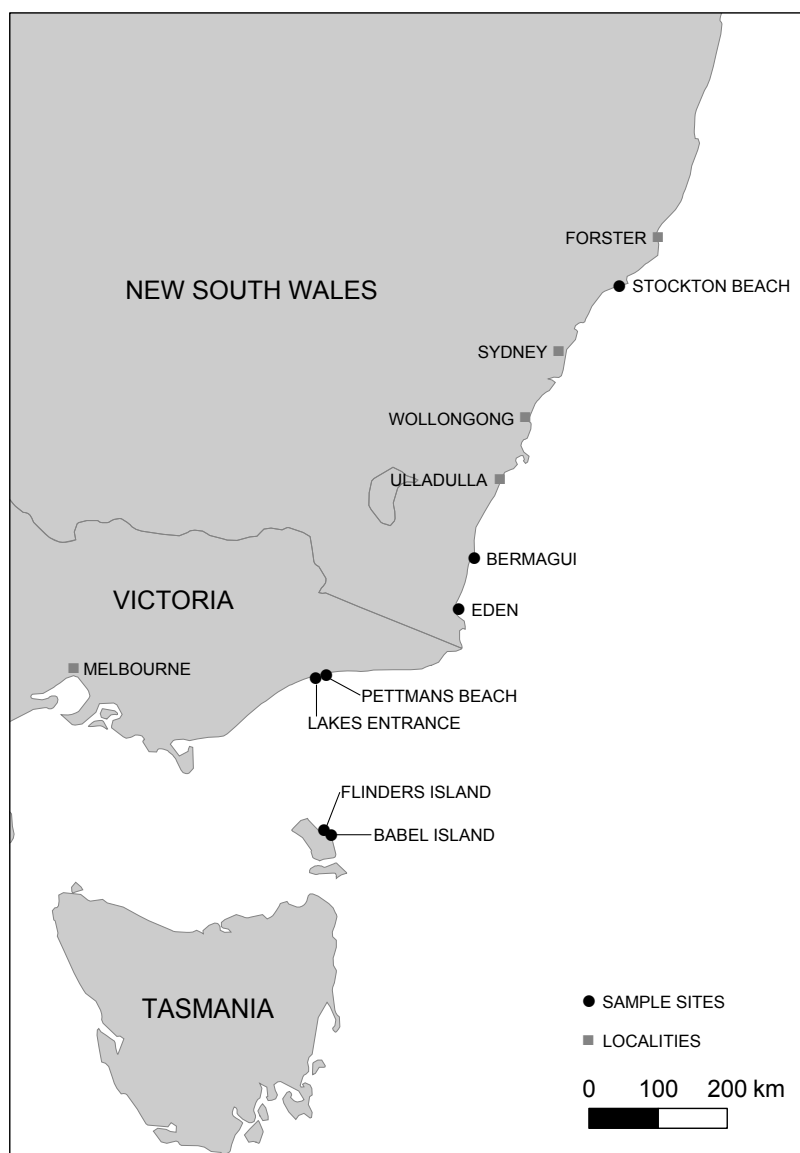 FORSTER
NEW SOUTH WALES
STOCKTON BEACH
SYDNEY
WOLLONGONG
ULLADULLA
BERMAGUI
VICTORIA
EDEN
MELBOURNE
PETTMANS BEACH
LAKES ENTRANCE
FLINDERS ISLAND
BABEL ISLAND
TASMANIA
SAMPLE SITES
LOCALITIES
0 100 200 km